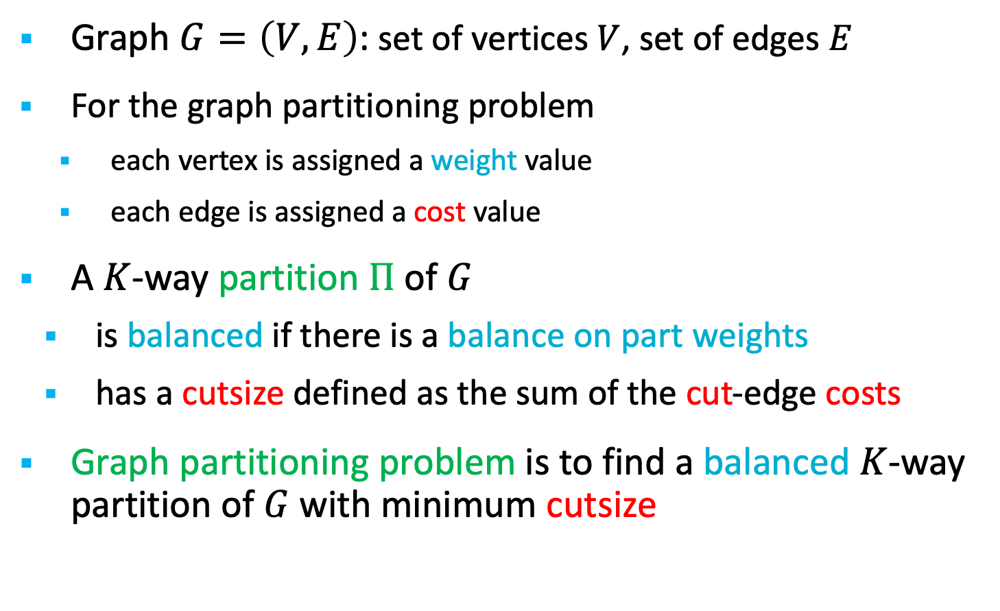 ▪ Graph G = (V, E): set of vertices V, set of edges E
▪ For the graph partitioning problem
▪ each vertex is assigned a weight value
▪ each edge is assigned a cost value
▪ A K-way partition Π of G
▪ is balanced if there is a balance on part weights
▪ has a cutsize defined as the sum of the cut-edge costs
▪ Graph partitioning problem is to find a balanced K-way
partition of G with minimum cutsize